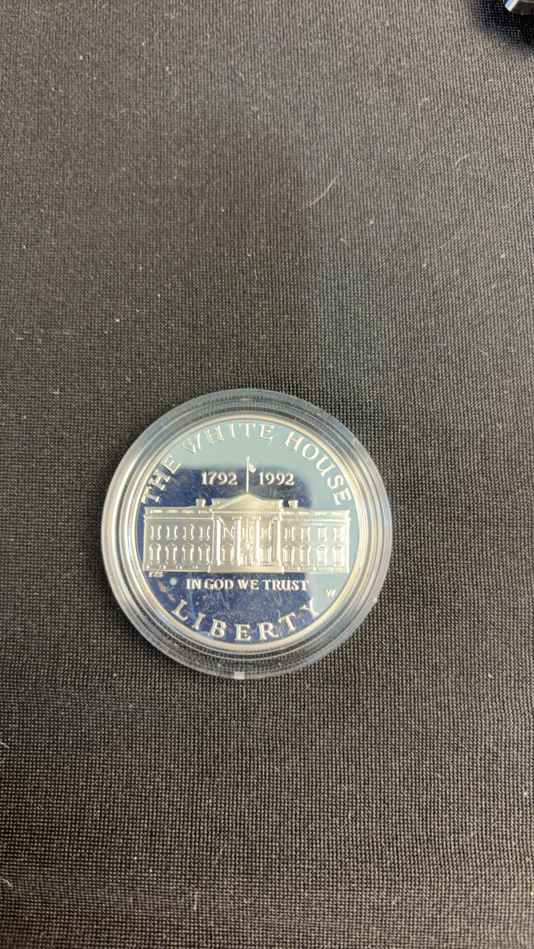 THE WHITE HOUSE
1792 1992
IN GOD WE TRUST
W
LIBERTY